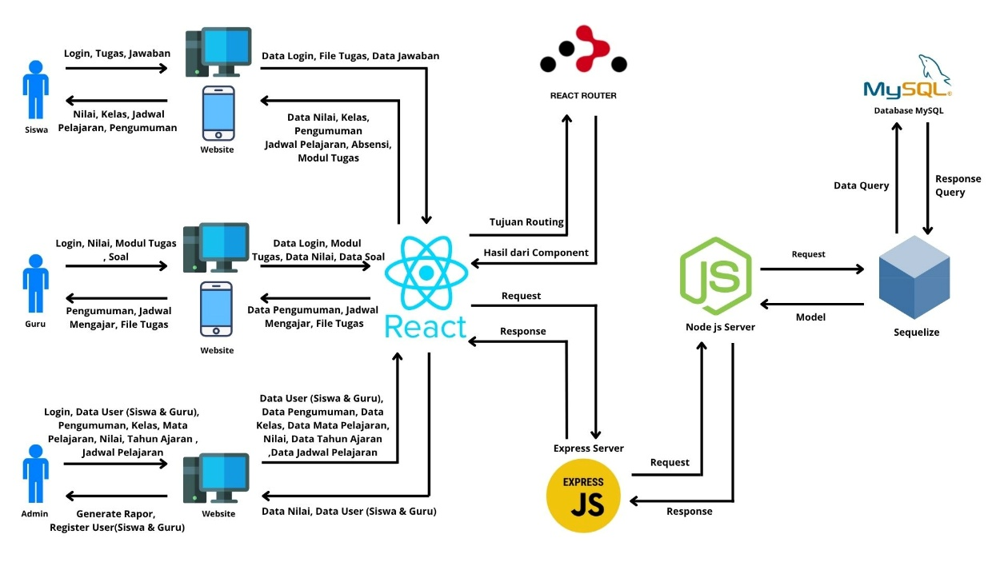 Login, Tugas, Jawaban
Nilai, Kelas, Jadwal
Pelajaran, Pengumuman
Siswa
Website
Data Login, File Tugas, Data Jawaban
Data Nilai, Kelas,
Pengumuman
Jadwal Pelajaran, Absensi,
Modul Tugas
REACT ROUTER
MySQL®
Database MySQL
Data Query
Response
Query
Tujuan Routing
Hasil dari Component
Login, Nilai, Modul Tugas
, Soal
Pengumuman, Jadwal
Mengajar, File Tugas
Guru
Website
Data Login, Modul
Tugas, Data Nilai, Data Soal
Data Pengumuman, Jadwal
Mengajar, File Tugas
React
Request
Response
JS
Node js Server
Request
Model
Sequelize
Login, Data User (Siswa & Guru),
Pengumuman, Kelas, Mata
Pelajaran, Nilai, Tahun Ajaran ,
Jadwal Pelajaran
Admin
Generate Rapor,
Register User(Siswa & Guru)
Website
Data User (Siswa & Guru),
Data Pengumuman, Data
Kelas, Data Mata Pelajaran,
Nilai, Data Tahun Ajaran
,Data Jadwal Pelajaran
Data Nilai, Data User (Siswa & Guru)
Express Server
EXPRESS
JS
Request
Response